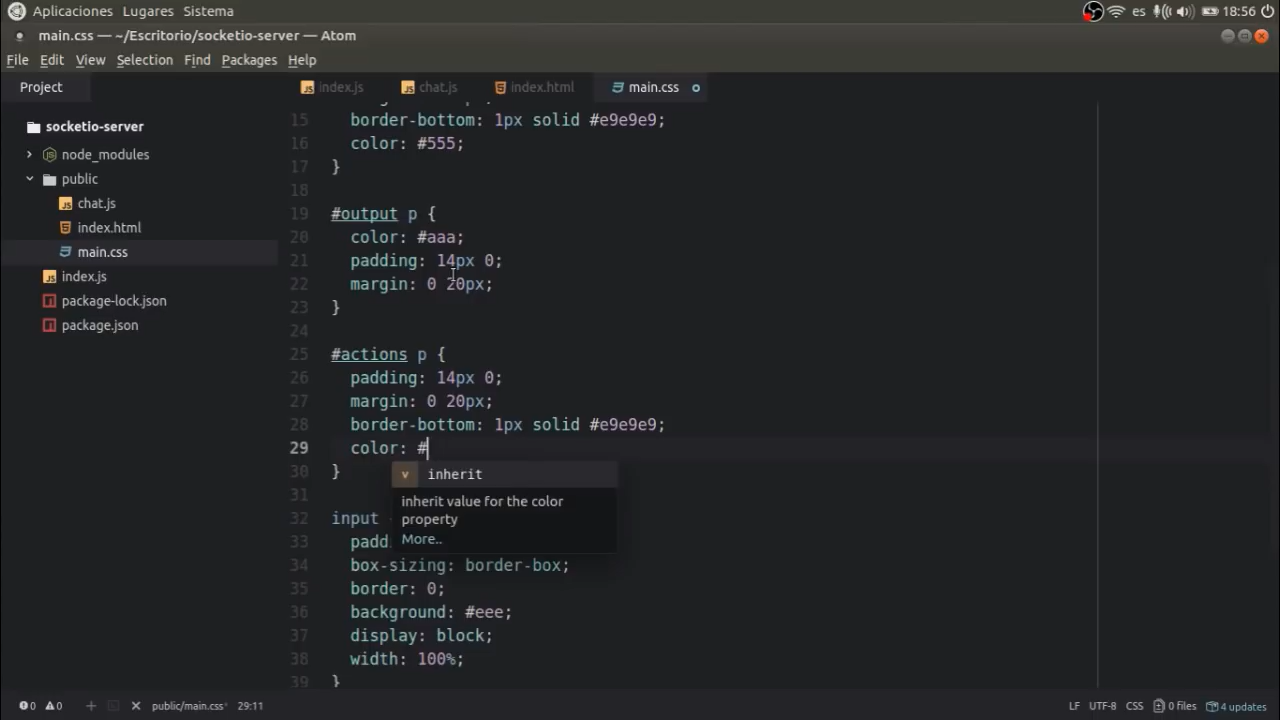 Aplicaciones Lugares Sistema es 18:56
main.css — ~/Escritorio/socketio-server — Atom
File Edit View Selection Find Packages Help
Project index.js chat.js index.html main.css
socketio-server
node_modules
public
chat.js
index.html
main.css
index.js
package-lock.json
package.json
15 border-bottom: 1px solid #e9e9e9;
16 color: #555;
17 }
18
19 #output p {
20 color: #aaa;
21 padding: 14px 0;
22 margin: 0 20px;
23 }
24
25 #actions p {
26 padding: 14px 0;
27 margin: 0 20px;
28 border-bottom: 1px solid #e9e9e9;
29 color: #
30 }
v inherit
31
inherit value for the color
property
More..
32 input
33 padd
34 box-sizing: border-box;
35 border: 0;
36 background: #eee;
37 display: block;
38 width: 100%;
39 }
0 0 public/main.css* 29:11 LF UTF-8 CSS 0 files 4 updates